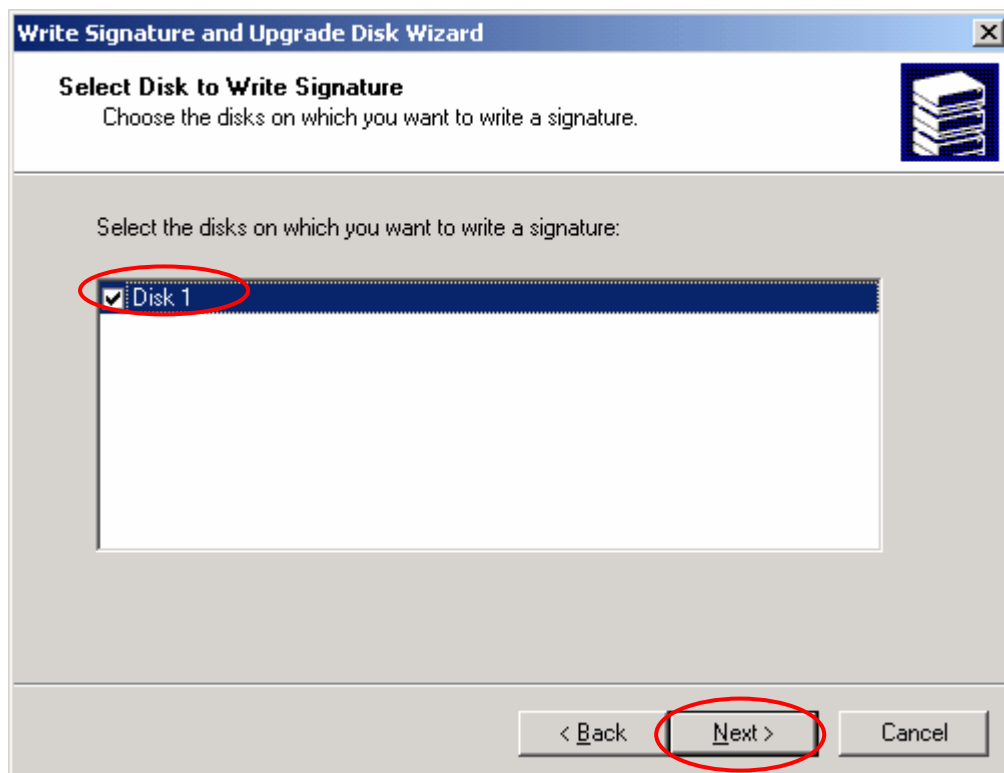 Write Signature and Upgrade Disk Wizard
Select Disk to Write Signature
Choose the disks on which you want to write a signature.
Select the disks on which you want to write a signature:
Disk 1
< Back Next > Cancel